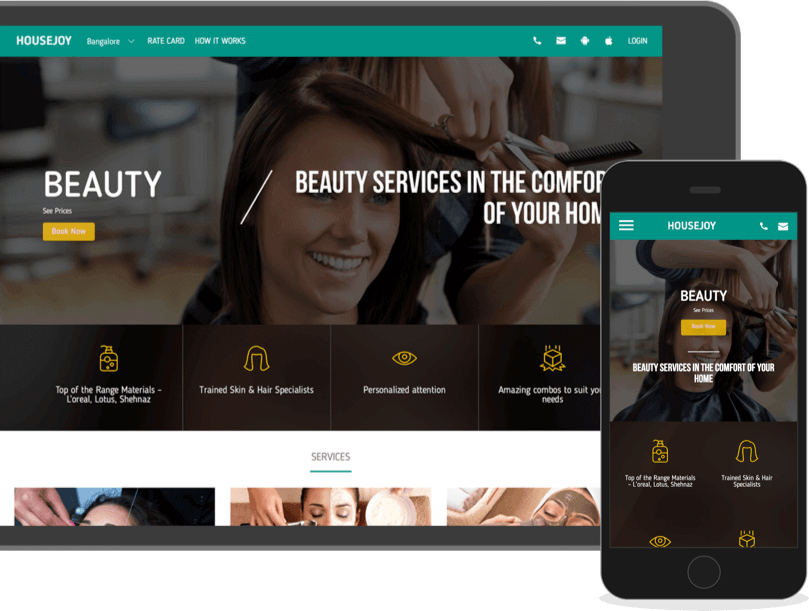 HOUSEJOY
Bangalore
RATE CARD
HOW IT WORKS
LOGIN
BEAUTY
See Prices
Book Now
BEAUTY SERVICES IN THE COMFOR
OF YOUR HOM
Top of the Range Materials –
L'oreal, Lotus, Shehnaz
Trained Skin & Hair Specialists
Personalized attention
Amazing combos to suit you
needs
SERVICES
HOUSEJOY
BEAUTY
See Prices
Book Now
BEAUTY SERVICES IN THE COMFORT OF YOUR
HOME
Top of the Range Materials
– L'oreal, Lotus, Shehnaz
Trained Skin & Hair
Specialists